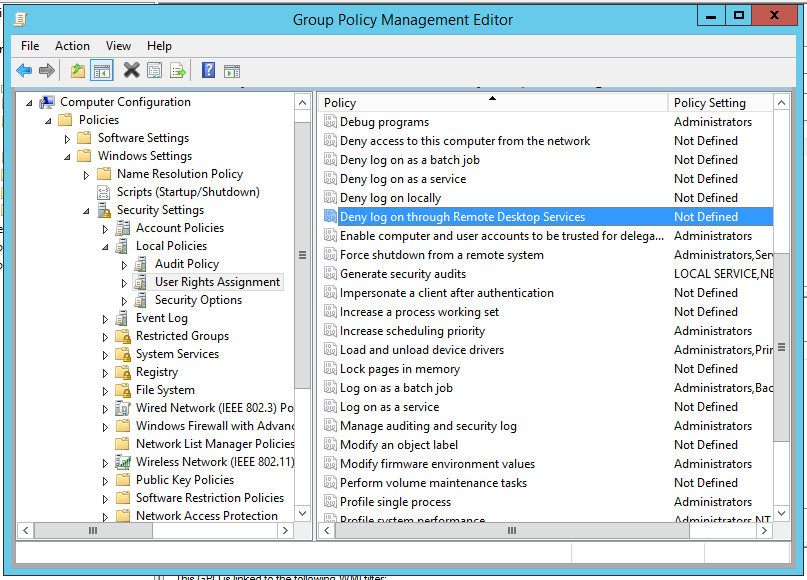 Group Policy Management Editor
File Action View Help
Computer Configuration
Policies
Software Settings
Windows Settings
Name Resolution Policy
Scripts (Startup/Shutdown)
Security Settings
Account Policies
Local Policies
Audit Policy
User Rights Assignment
Security Options
Event Log
Restricted Groups
System Services
Registry
File System
Wired Network (IEEE 802.3) Po
Windows Firewall with Advanc
Network List Manager Policies
Wireless Network (IEEE 802.11)
Public Key Policies
Software Restriction Policies
Network Access Protection
Policy Policy Setting
Debug programs Administrators
Deny access to this computer from the network Not Defined
Deny log on as a batch job Not Defined
Deny log on as a service Not Defined
Deny log on locally Not Defined
Deny log on through Remote Desktop Services Not Defined
Enable computer and user accounts to be trusted for delega... Administrators
Force shutdown from a remote system Administrators,Serv
Generate security audits LOCAL SERVICE,NE
Impersonate a client after authentication Not Defined
Increase a process working set Not Defined
Increase scheduling priority Administrators
Load and unload device drivers Administrators,Prin
Lock pages in memory Not Defined
Log on as a batch job Administrators,Bac
Log on as a service Not Defined
Manage auditing and security log Administrators
Modify an object label Not Defined
Modify firmware environment values Administrators
Perform volume maintenance tasks Not Defined
Profile single process Administrators
Profile system performance Administrators,NT
This GPO is linked to the following WMI filter: